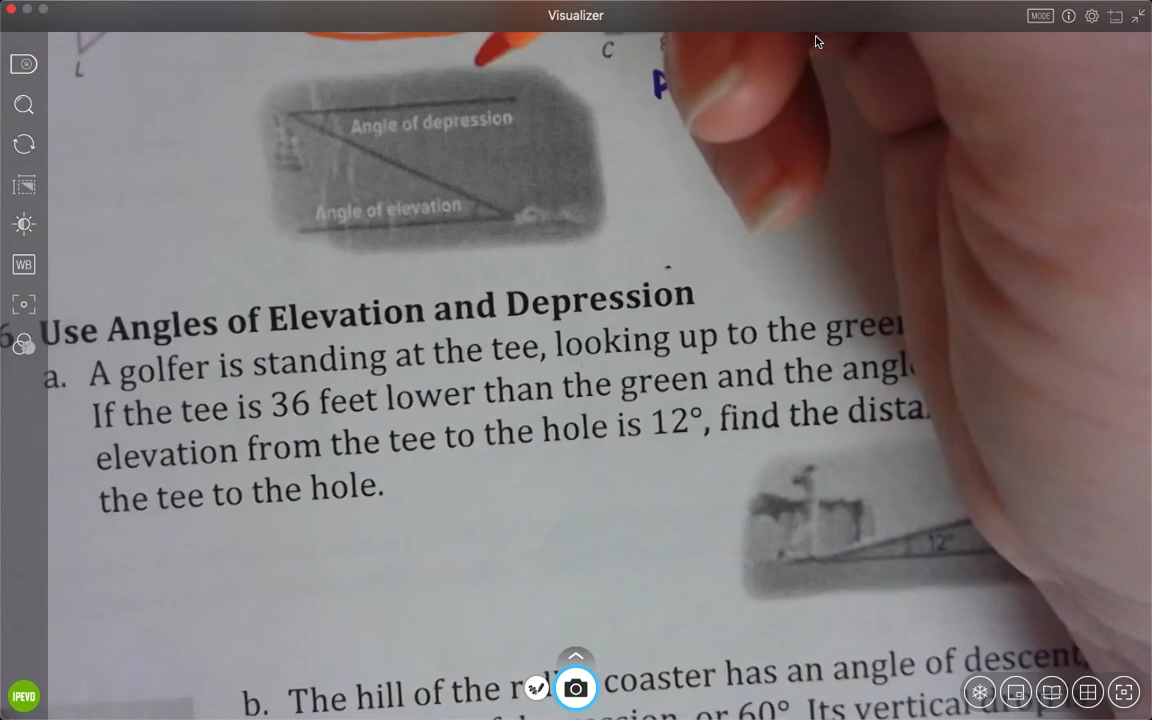 Visualizer
MODE
L
C
Angle of depression
Angle of elevation
Use Angles of Elevation and Depression
a. A golfer is standing at the tee, looking up to the
If the tee is 36 feet lower than the green and the
elevation from the tee to the hole is 12°, find the
the tee to the hole.
12°
WB
b. The hill of the coaster has an angle of descent,
or 60°. Its vertical
IPEVO